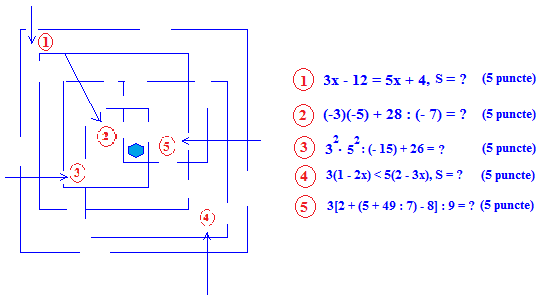 1
2
5
3
4
① 3x - 12 = 5x + 4, S = ? (5 puncte)
② (-3)(-5) + 28 : (- 7) = ? (5 puncte)
③ 3² · 5² : (- 15) + 26 = ? (5 puncte)
④ 3(1 - 2x) < 5(2 - 3x), S = ? (5 puncte)
⑤ 3[2 + (5 + 49 : 7) - 8] : 9 = ? (5 puncte)